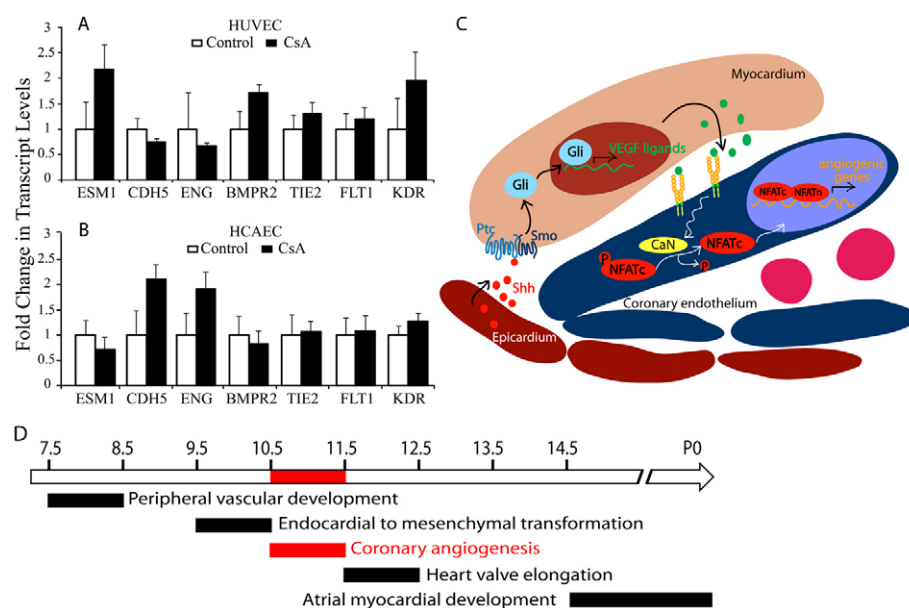 A
HUVEC
Control CsA
Fold Change in Transcript Levels
3
2.5
2
1.5
1
0.5
0
ESM1 CDH5 ENG BMPR2 TIE2 FLT1 KDR
B
HCAEC
Control CsA
3
2.5
2
1.5
1
0.5
0
ESM1 CDH5 ENG BMPR2 TIE2 FLT1 KDR
C
Myocardium
Gli
VEGF ligands
Gli
angiogenic
genes
NFATc NFATn
Ptc Smo
CaN
NFATc
P
NFATc
P
Shh
Coronary endothelium
Epicardium
D
7.5 8.5 9.5 10.5 11.5 12.5 13.5 14.5 P0
Peripheral vascular development
Endocardial to mesenchymal transformation
Coronary angiogenesis
Heart valve elongation
Atrial myocardial development